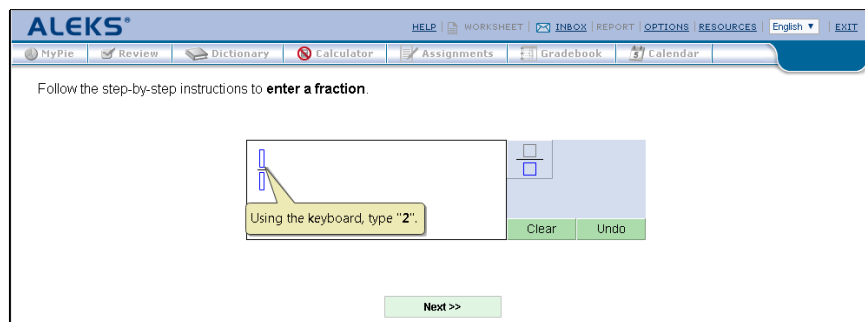 ALEKS®
HELP | WORKSHEET | INBOX | REPORT | OPTIONS | RESOURCES | English ▼ | EXIT
MyPie Review Dictionary Calculator Assignments Gradebook 5 Calendar
Follow the step-by-step instructions to enter a fraction.
Using the keyboard, type "2".
Clear Undo
Next >>